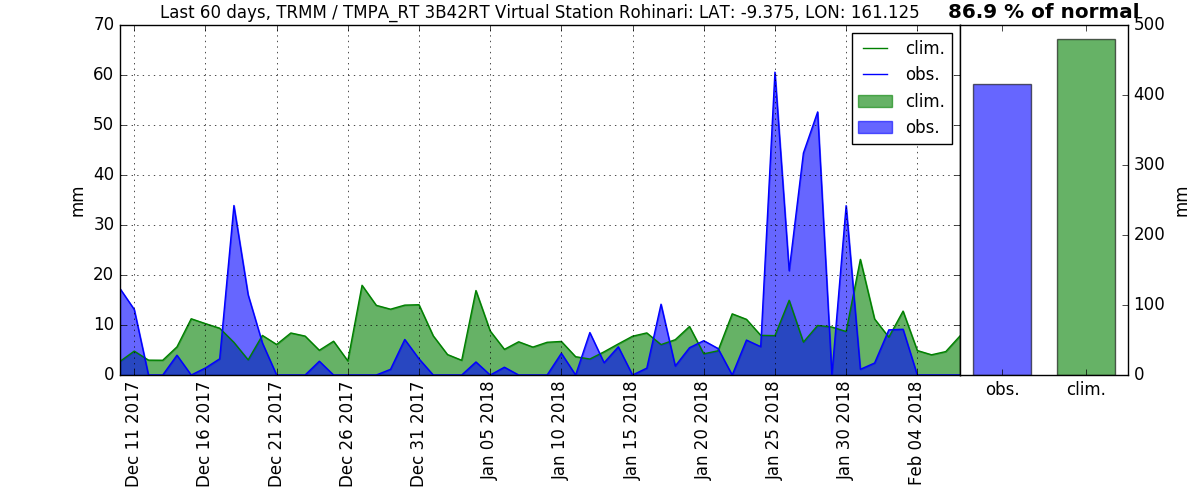 Last 60 days, TRMM / TMPA_RT 3B42RT Virtual Station Rohinari: LAT: -9.375, LON: 161.125
86.9 % of normal
70
60
50
40
30
20
10
0
mm
clim.
obs.
clim.
obs.
Dec 11 2017
Dec 16 2017
Dec 21 2017
Dec 26 2017
Dec 31 2017
Jan 05 2018
Jan 10 2018
Jan 15 2018
Jan 20 2018
Jan 25 2018
Jan 30 2018
Feb 04 2018
500
400
300
200
100
0
mm
obs.
clim.